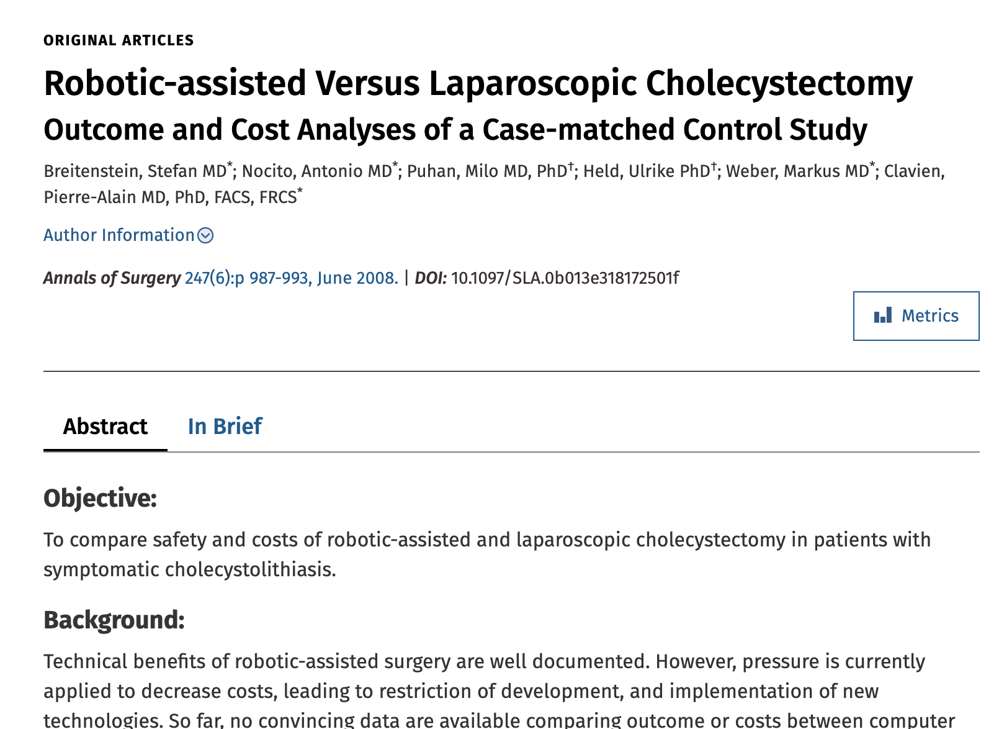 ORIGINAL ARTICLES
Robotic-assisted Versus Laparoscopic Cholecystectomy
Outcome and Cost Analyses of a Case-matched Control Study
Breitenstein, Stefan MD*; Nocito, Antonio MD*; Puhan, Milo MD, PhD†; Held, Ulrike PhD†; Weber, Markus MD*; Clavien,
Pierre-Alain MD, PhD, FACS, FRCS*
Author Information
Annals of Surgery 247(6):p 987-993, June 2008. | DOI: 10.1097/SLA.0b013e318172501f
Metrics
Abstract In Brief
Objective:
To compare safety and costs of robotic-assisted and laparoscopic cholecystectomy in patients with
symptomatic cholecystolithiasis.
Background:
Technical benefits of robotic-assisted surgery are well documented. However, pressure is currently
applied to decrease costs, leading to restriction of development, and implementation of new
technologies. So far, no convincing data are available comparing outcome or costs between computer